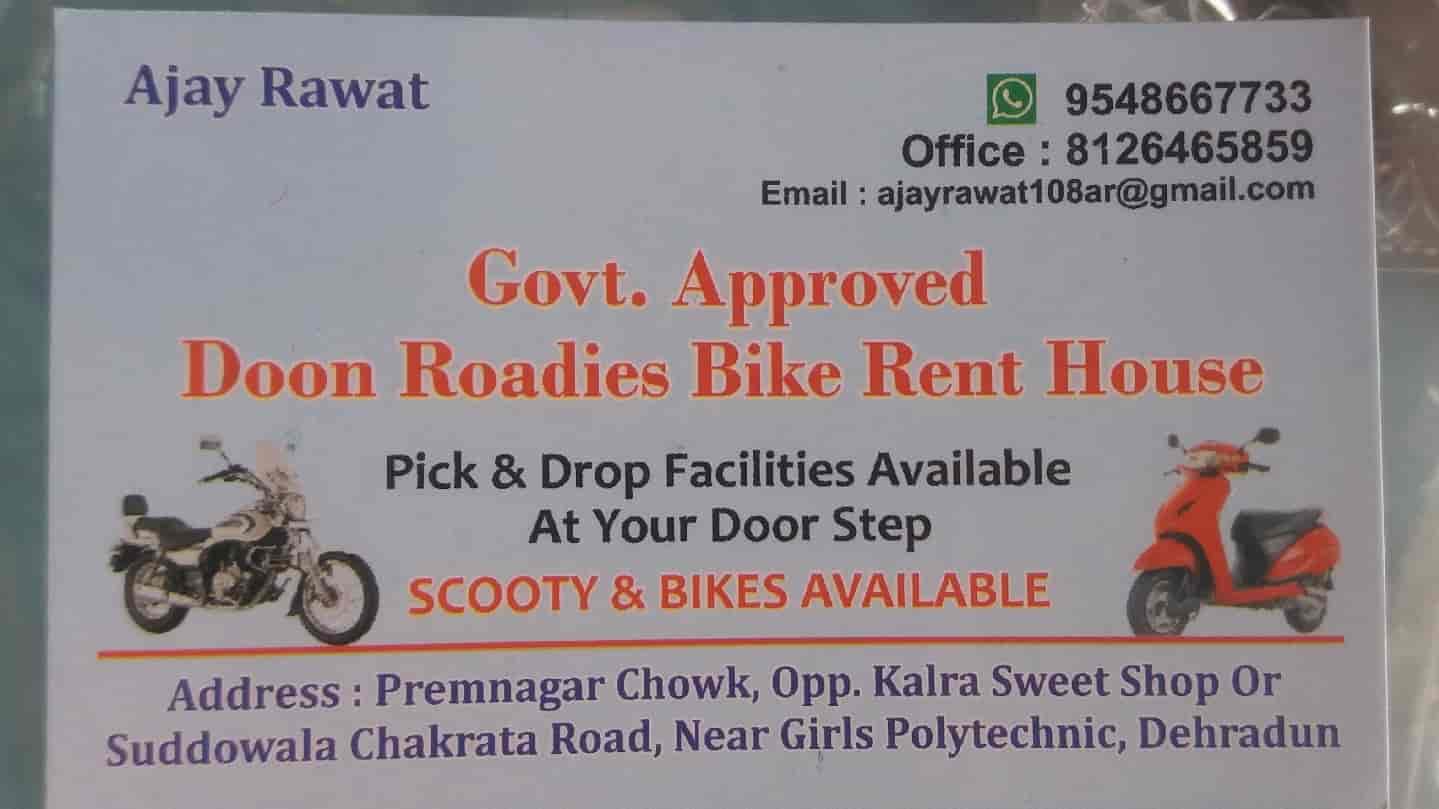 Ajay Rawat
9548667733
Office : 8126465859
Email : ajayrawat108ar@gmail.com
Govt. Approved
Doon Roadies Bike Rent House
Pick & Drop Facilities Available
At Your Door Step
SCOOTY & BIKES AVAILABLE
Address : Premnagar Chowk, Opp. Kalra Sweet Shop Or
Suddowala Chakrata Road, Near Girls Polytechnic, Dehradun